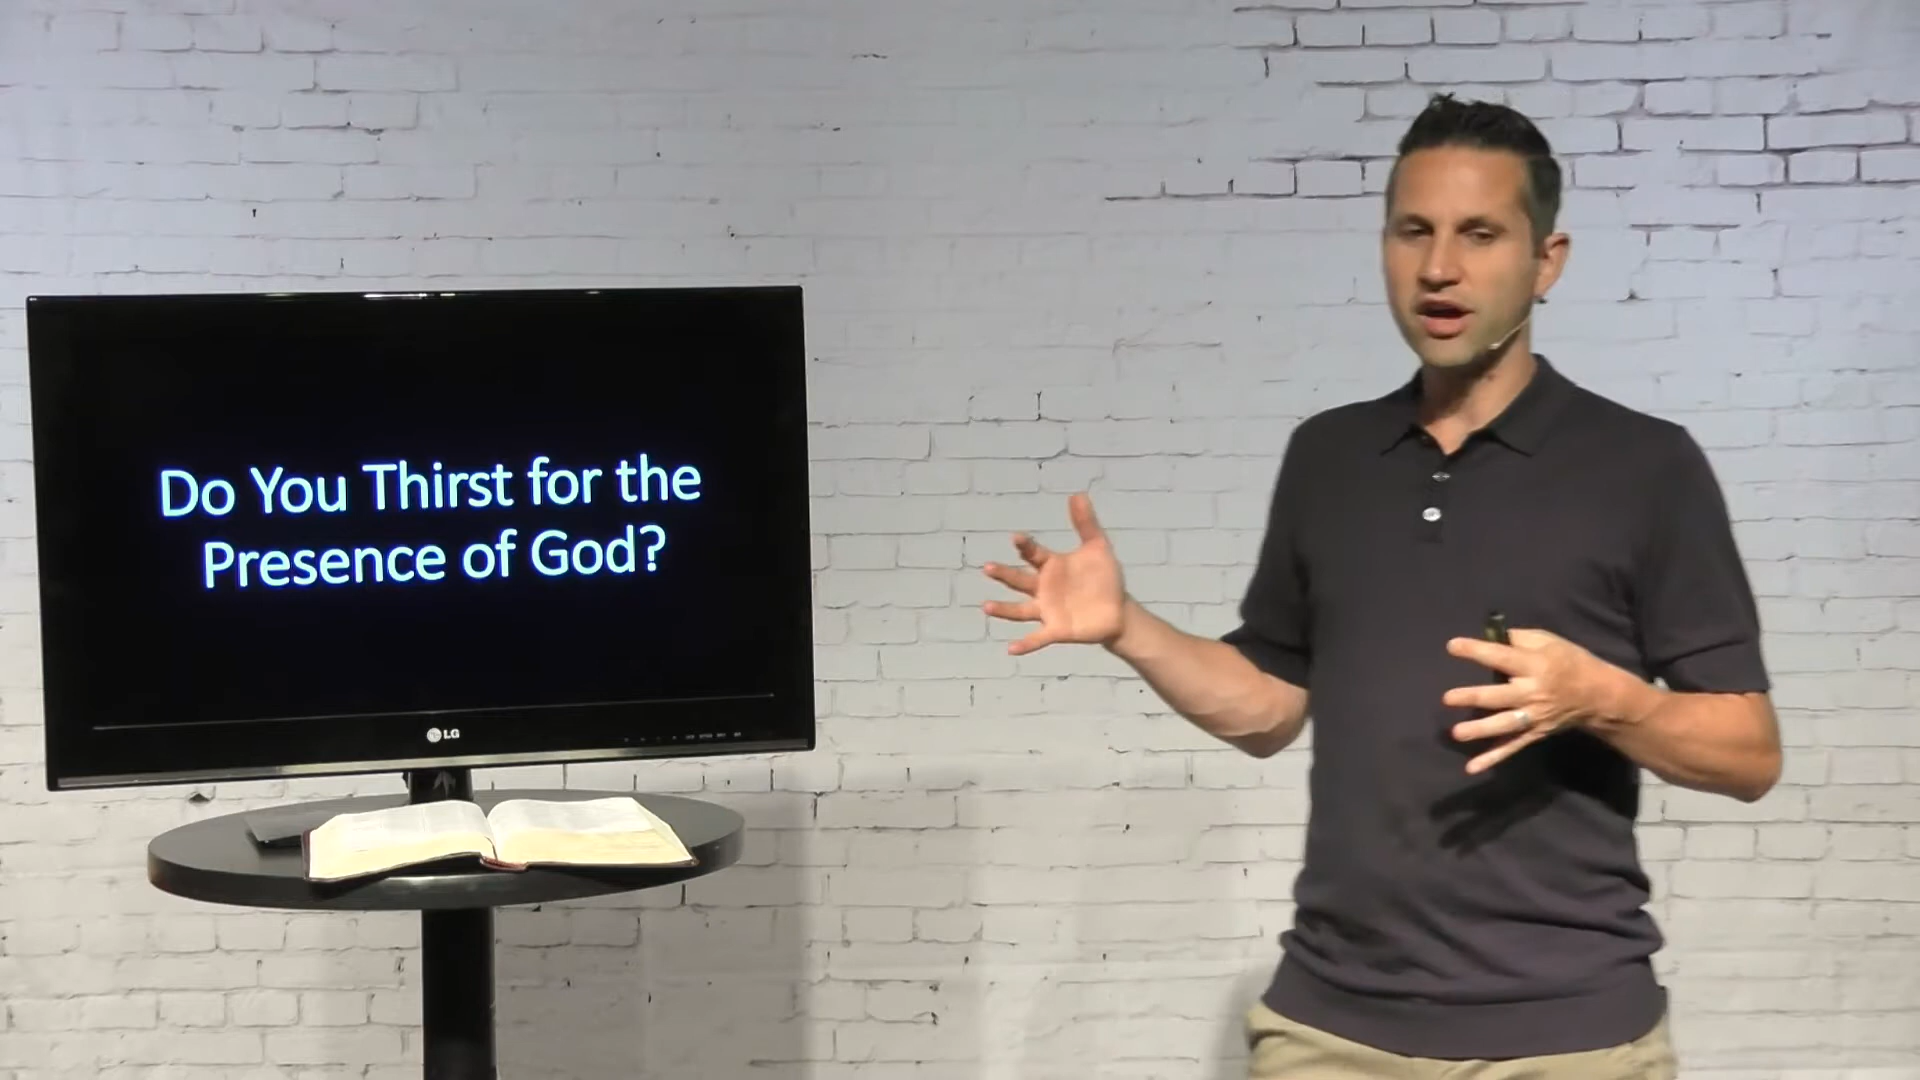 Do You Thirst for the
Presence of God?
LG